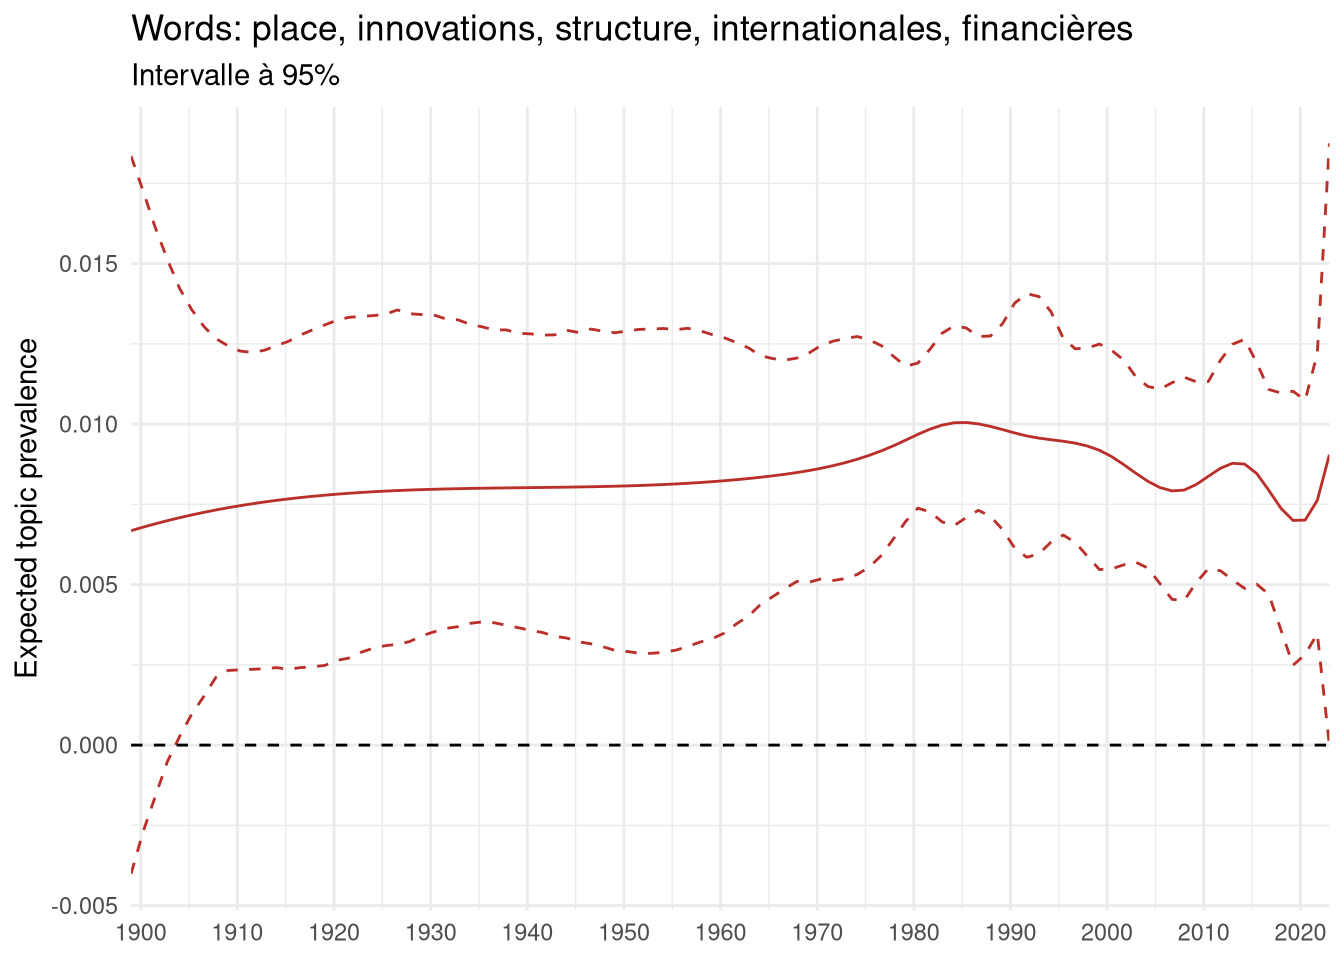 Words: place, innovations, structure, internationales, financières
Intervalle à 95%
Expected topic prevalence
0.015
0.010
0.005
0.000
-0.005
1900 1910 1920 1930 1940 1950 1960 1970 1980 1990 2000 2010 2020